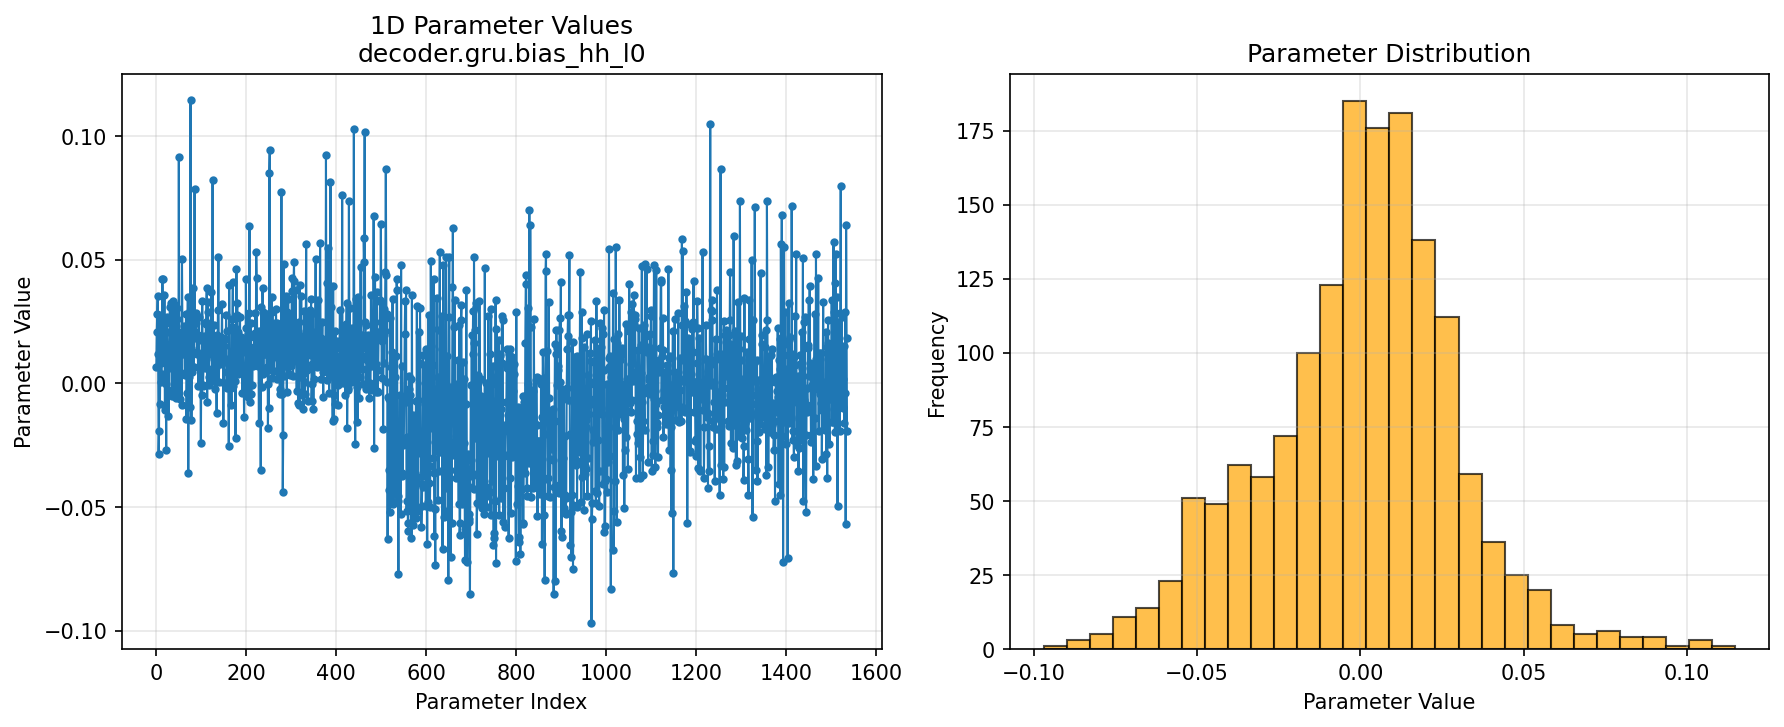 1D Parameter Values
decoder.gru.bias_hh_l0
Parameter Value
0.10
0.05
0.00
−0.05
−0.10
0 200 400 600 800 1000 1200 1400 1600
Parameter Index
Parameter Distribution
Frequency
175
150
125
100
75
50
25
0
−0.10 −0.05 0.00 0.05 0.10
Parameter Value